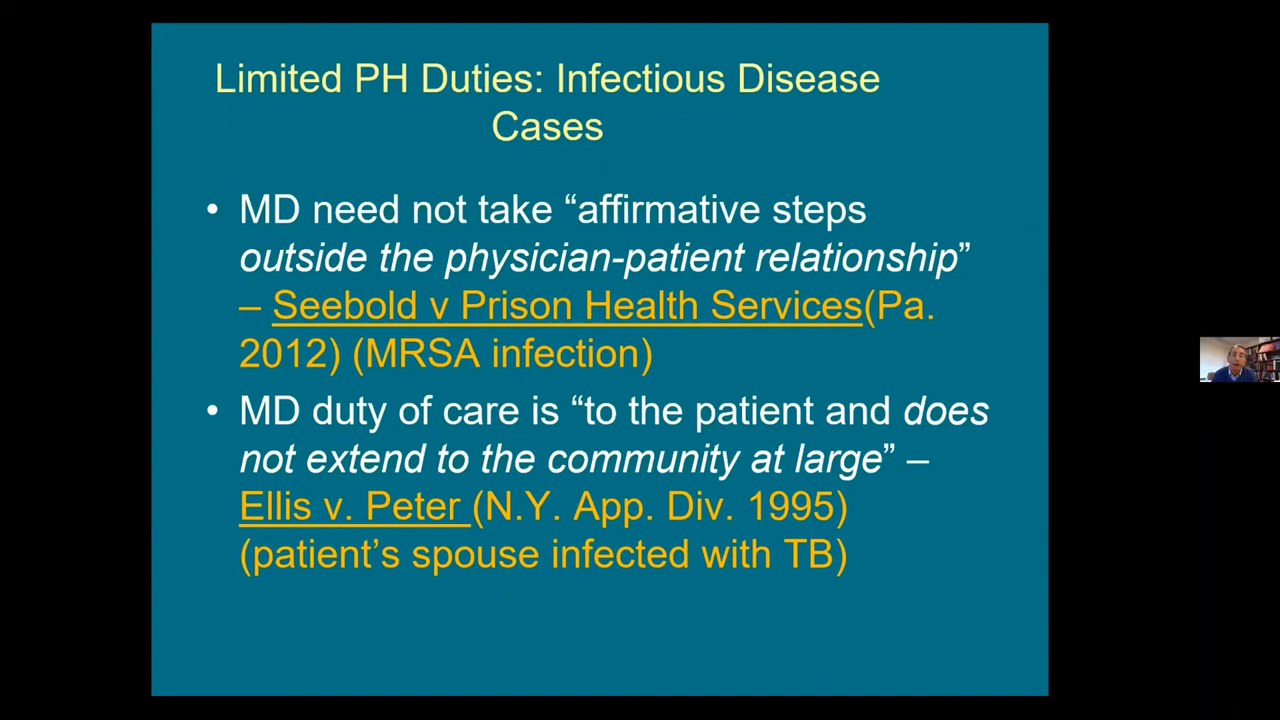 Limited PH Duties: Infectious Disease
Cases
• MD need not take “affirmative steps
outside the physician-patient relationship”
– Seebold v Prison Health Services(Pa.
2012) (MRSA infection)
• MD duty of care is “to the patient and does
not extend to the community at large” –
Ellis v. Peter (N.Y. App. Div. 1995)
(patient’s spouse infected with TB)